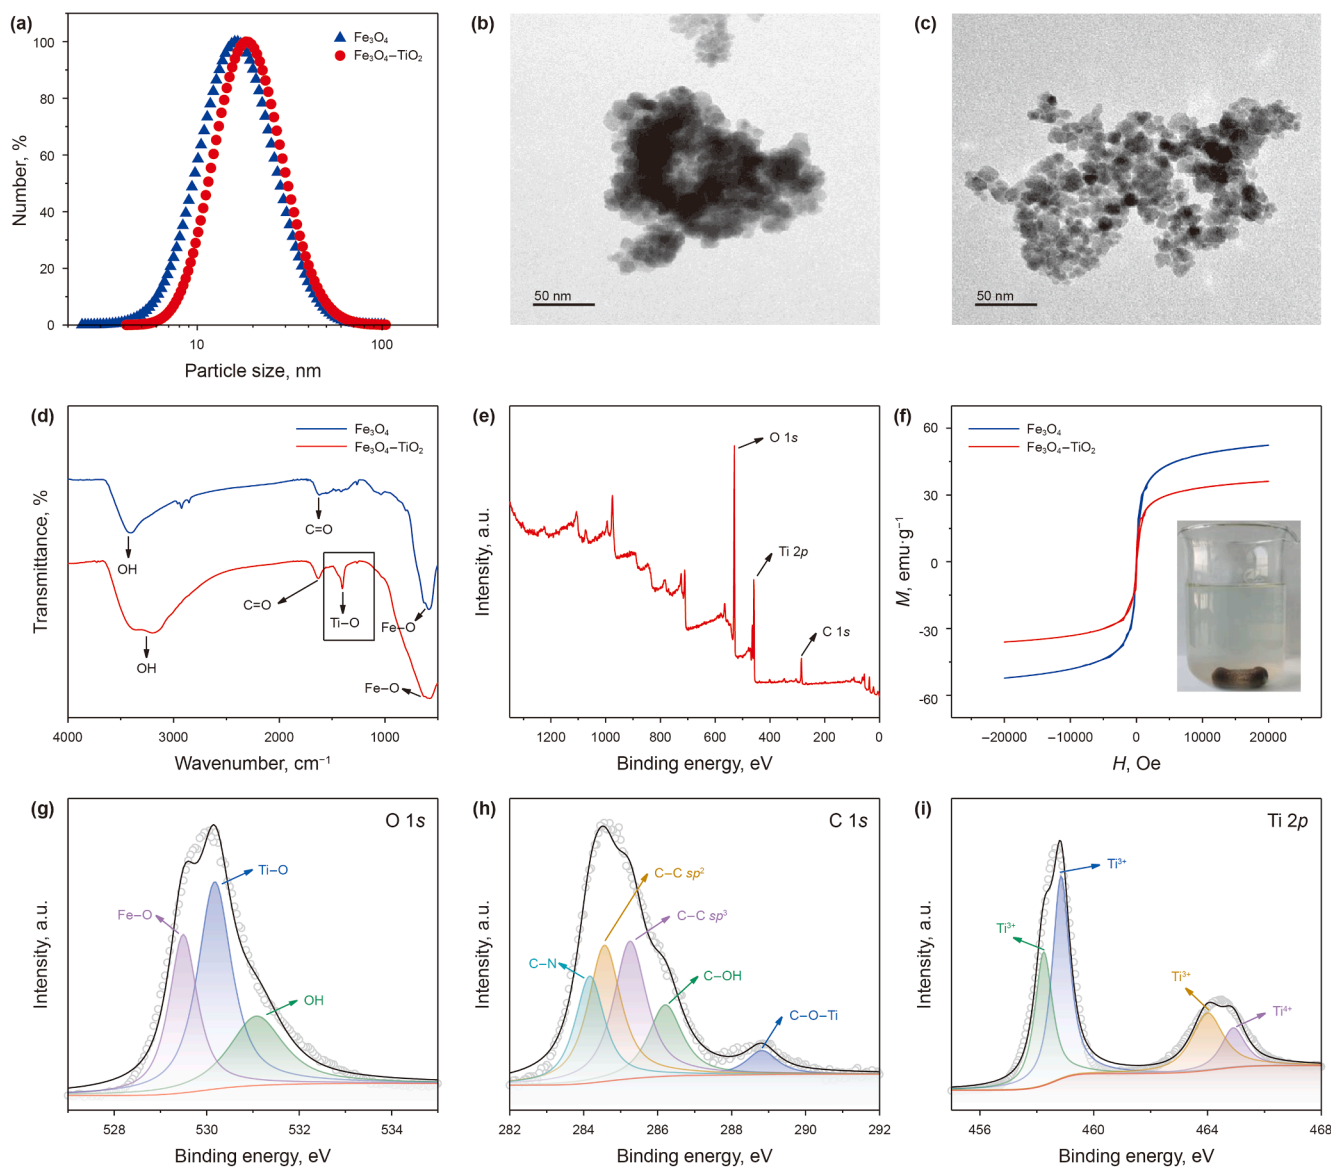 (a)
Fe₃O₄
Fe₃O₄–TiO₂
100
80
60
40
20
0
Number, %
10
100
Particle size, nm
(b)
50 nm
(c)
50 nm
(d)
Fe₃O₄
Fe₃O₄–TiO₂
OH
C=O
C=O
Ti–O
Fe–O
OH
Fe–O
Transmittance, %
4000
3000
2000
1000
Wavenumber, cm⁻¹
(e)
O 1s
Ti 2p
C 1s
Intensity, a.u.
1200
1000
800
600
400
200
0
Binding energy, eV
(f)
Fe₃O₄
Fe₃O₄–TiO₂
60
30
0
-30
-60
M, emu·g⁻¹
–20000
–10000
0
10000
20000
H, Oe
(g)
O 1s
Ti–O
Fe–O
OH
Intensity, a.u.
528
530
532
534
Binding energy, eV
(h)
C 1s
C–C sp²
C–C sp³
C–N
C–OH
C–O–Ti
Intensity, a.u.
282
284
286
288
290
292
Binding energy, eV
(i)
Ti 2p
Ti³⁺
Ti³⁺
Ti³⁺
Ti⁴⁺
Intensity, a.u.
456
460
464
468
Binding energy, eV